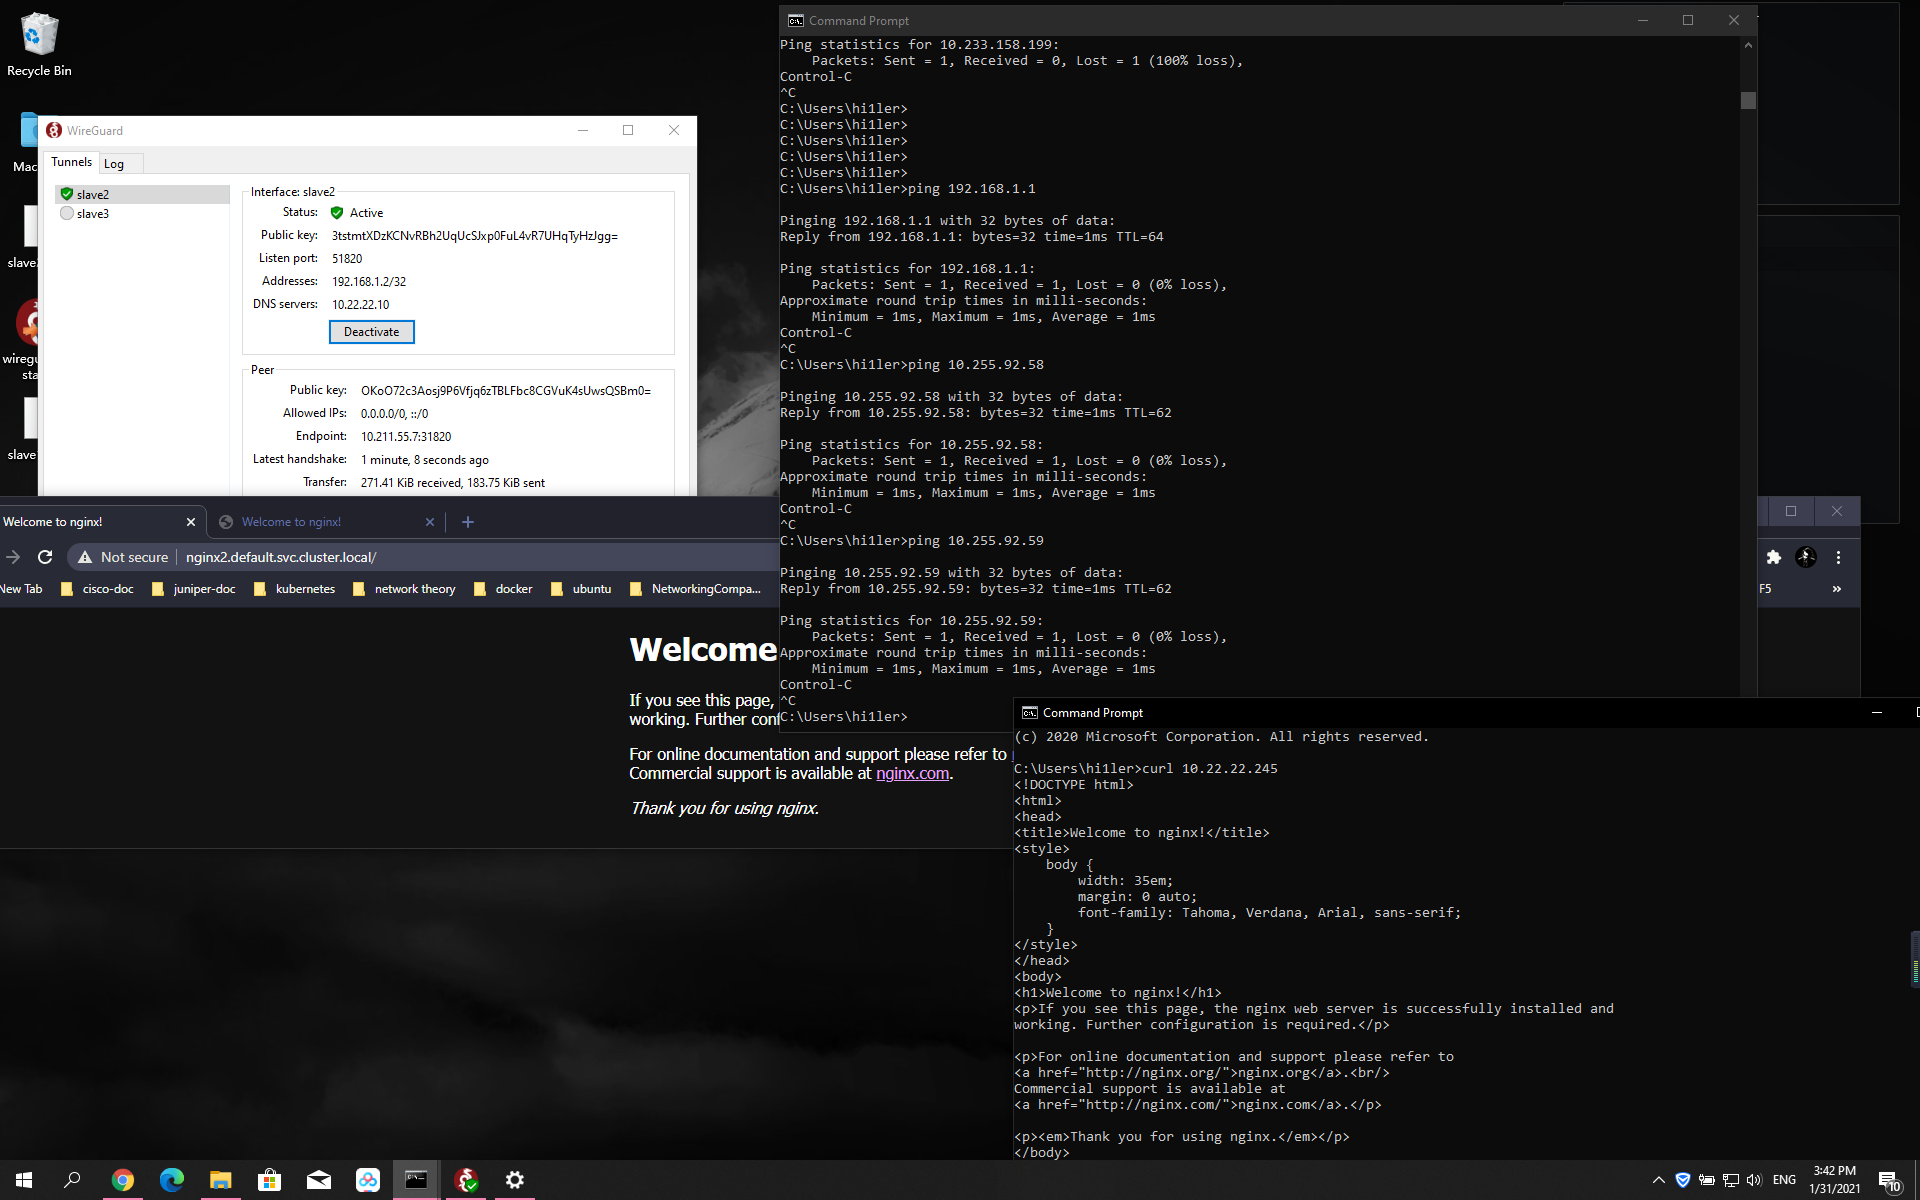 Recycle Bin
Mac
slave
wiregu
sta
slave
WireGuard
Tunnels
Log
slave2
slave3
Interface: slave2
Status: Active
Public key: 3tstmtXDzKCNvRBh2UqUcSJxp0FuL4vR7UHqTyHzJgg=
Listen port: 51820
Addresses: 192.168.1.2/32
DNS servers: 10.22.22.10
Deactivate
Peer
Public key: OKoO72c3Aosj9P6Vfjq6zTBLFbc8CGVuK4sUwsQSBm0=
Allowed IPs: 0.0.0.0/0, ::/0
Endpoint: 10.211.55.7:31820
Latest handshake: 1 minute, 8 seconds ago
Transfer: 271.41 KiB received, 183.75 KiB sent
Command Prompt
Ping statistics for 10.233.158.199:
Packets: Sent = 1, Received = 0, Lost = 1 (100% loss),
Control-C
^C
C:\Users\hi1ler>
C:\Users\hi1ler>
C:\Users\hi1ler>
C:\Users\hi1ler>
C:\Users\hi1ler>
C:\Users\hi1ler>ping 192.168.1.1
Pinging 192.168.1.1 with 32 bytes of data:
Reply from 192.168.1.1: bytes=32 time=1ms TTL=64
Ping statistics for 192.168.1.1:
Packets: Sent = 1, Received = 1, Lost = 0 (0% loss),
Approximate round trip times in milli-seconds:
Minimum = 1ms, Maximum = 1ms, Average = 1ms
Control-C
^C
C:\Users\hi1ler>ping 10.255.92.58
Pinging 10.255.92.58 with 32 bytes of data:
Reply from 10.255.92.58: bytes=32 time=1ms TTL=62
Ping statistics for 10.255.92.58:
Packets: Sent = 1, Received = 1, Lost = 0 (0% loss),
Approximate round trip times in milli-seconds:
Minimum = 1ms, Maximum = 1ms, Average = 1ms
Control-C
^C
C:\Users\hi1ler>ping 10.255.92.59
Pinging 10.255.92.59 with 32 bytes of data:
Reply from 10.255.92.59: bytes=32 time=1ms TTL=62
Ping statistics for 10.255.92.59:
Packets: Sent = 1, Received = 1, Lost = 0 (0% loss),
Approximate round trip times in milli-seconds:
Minimum = 1ms, Maximum = 1ms, Average = 1ms
Control-C
^C
C:\Users\hi1ler>
Welcome to nginx!
Welcome to nginx!
Not secure
nginx2.default.svc.cluster.local/
New Tab cisco-doc juniper-doc kubernetes network theory docker ubuntu NetworkingCompa... F5 »
Welcome
If you see this page,
working. Further conf
For online documentation and support please refer to
Commercial support is available at nginx.com.
Thank you for using nginx.
Command Prompt
(c) 2020 Microsoft Corporation. All rights reserved.
C:\Users\hi1ler>curl 10.22.22.245
<!DOCTYPE html>
<html>
<head>
<title>Welcome to nginx!</title>
<style>
body {
width: 35em;
margin: 0 auto;
font-family: Tahoma, Verdana, Arial, sans-serif;
}
</style>
</head>
<body>
<h1>Welcome to nginx!</h1>
<p>If you see this page, the nginx web server is successfully installed and
working. Further configuration is required.</p>
<p>For online documentation and support please refer to
<a href="http://nginx.org/">nginx.org</a>.<br/>
Commercial support is available at
<a href="http://nginx.com/">nginx.com</a>.</p>
<p><em>Thank you for using nginx.</em></p>
</body>
ENG
3:42 PM
1/31/2021
10